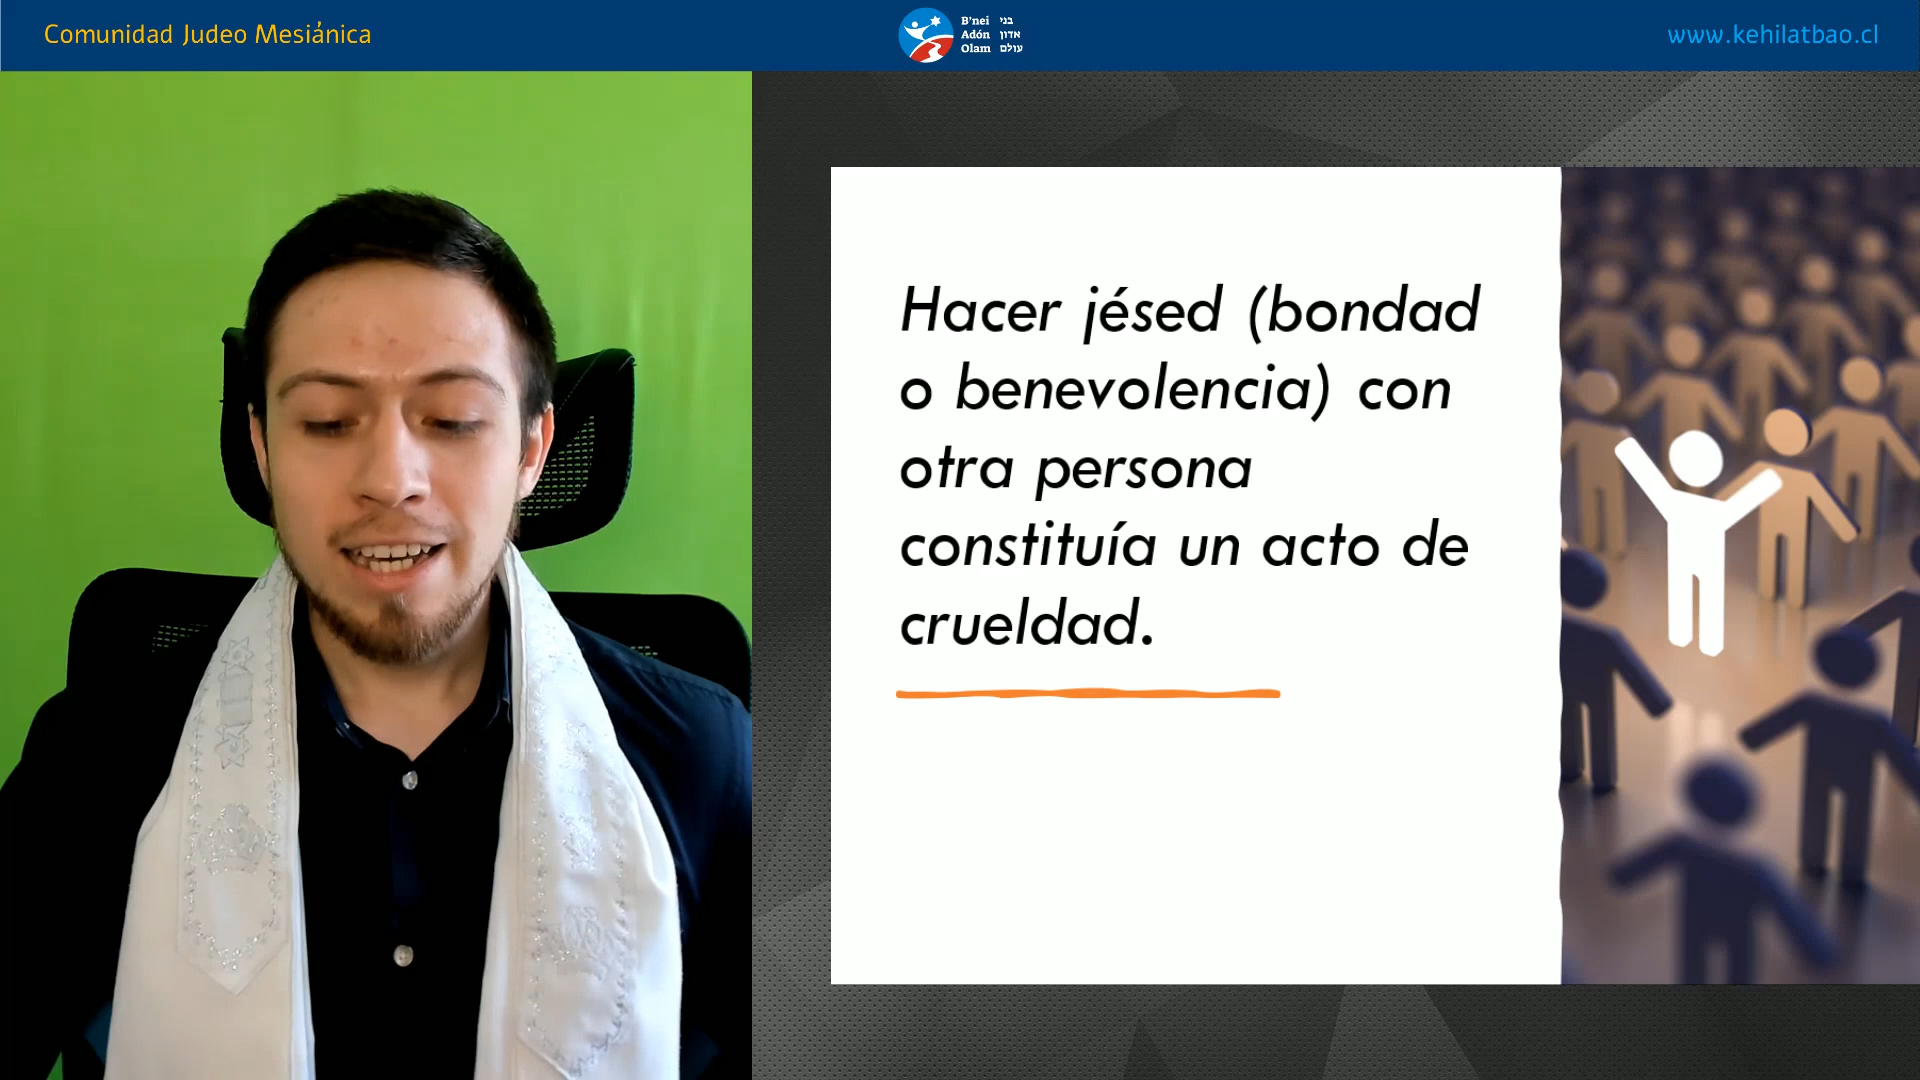 Comunidad Judeo Mesiánica
B'nei בני
Adón אדון
Olam עולם
www.kehilatbao.cl
Hacer jésed (bondad
o benevolencia) con
otra persona
constituía un acto de
crueldad.